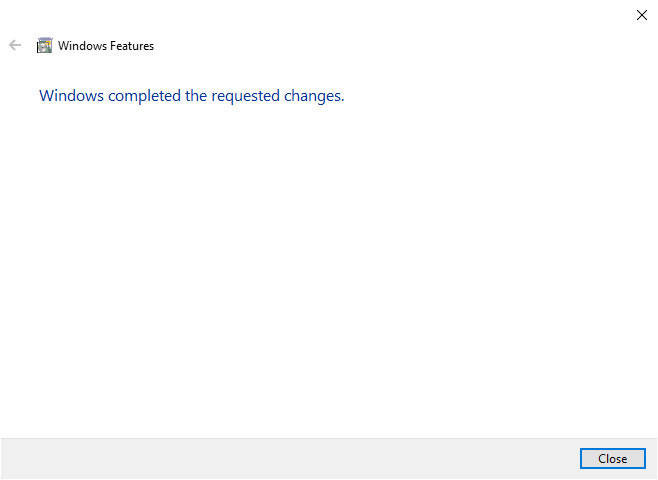 Windows Features
Windows completed the requested changes.
Close